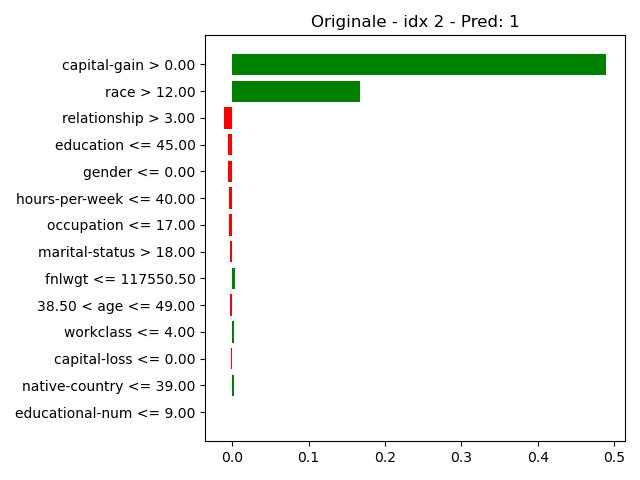 Originale - idx 2 - Pred: 1
capital-gain > 0.00
race > 12.00
relationship > 3.00
education <= 45.00
gender <= 0.00
hours-per-week <= 40.00
occupation <= 17.00
marital-status > 18.00
fnlwgt <= 117550.50
38.50 < age <= 49.00
workclass <= 4.00
capital-loss <= 0.00
native-country <= 39.00
educational-num <= 9.00
0.0 0.1 0.2 0.3 0.4 0.5